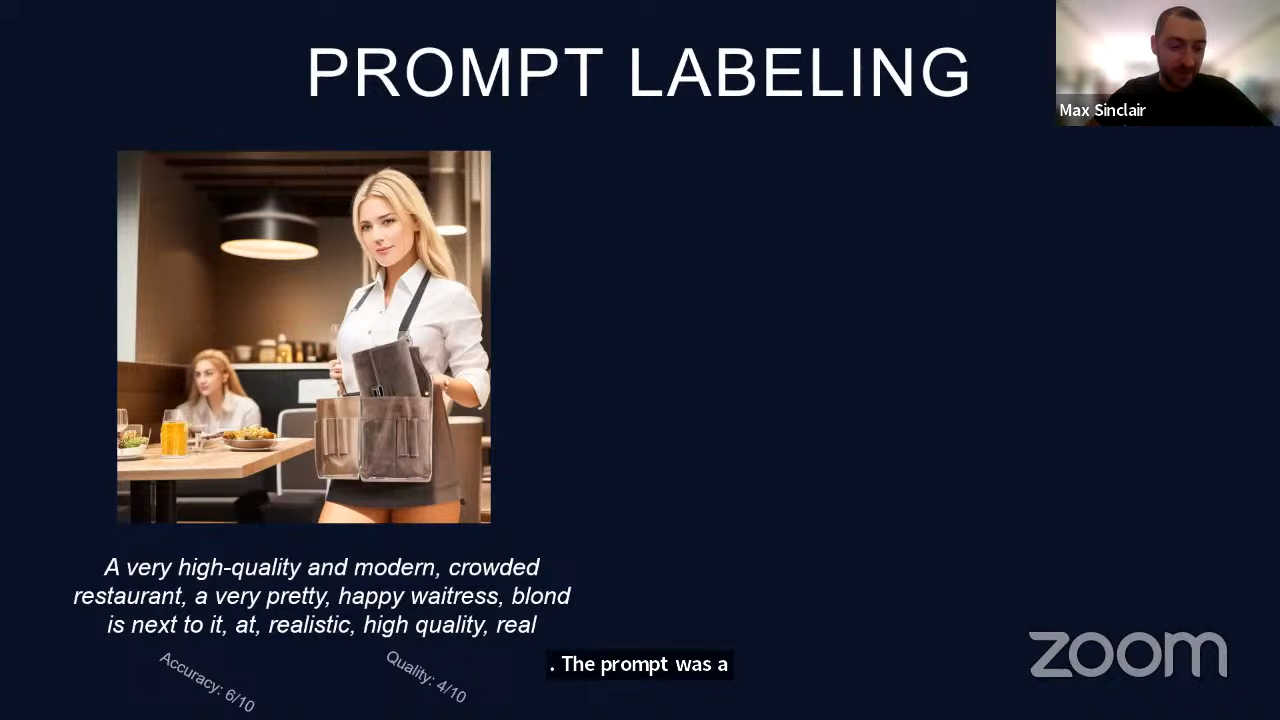 PROMPT LABELING
Max Sinclair
A very high-quality and modern, crowded
restaurant, a very pretty, happy waitress, blond
is next to it, at, realistic, high quality, real
Accuracy: 6/10
Quality: 4/10
. The prompt was a
zoom